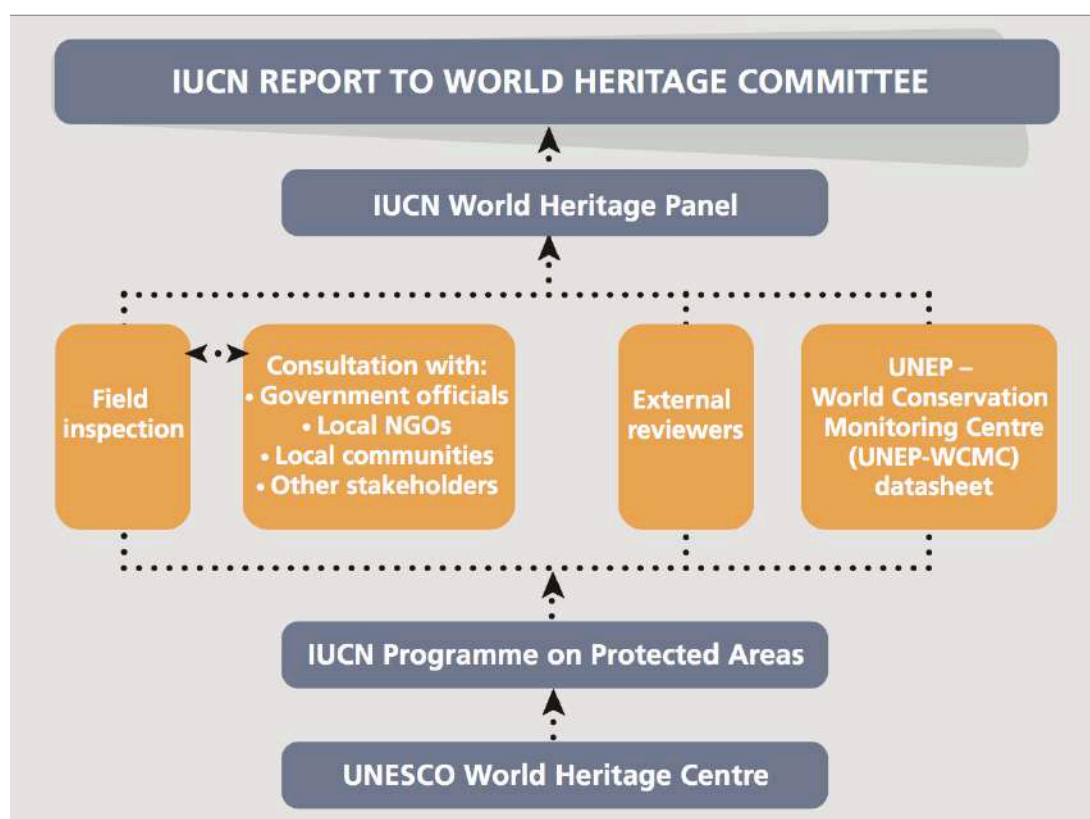 IUCN REPORT TO WORLD HERITAGE COMMITTEE
IUCN World Heritage Panel
Field
inspection
Consultation with:
• Government officials
• Local NGOs
• Local communities
• Other stakeholders
External
reviewers
UNEP –
World Conservation
Monitoring Centre
(UNEP-WCMC)
datasheet
IUCN Programme on Protected Areas
UNESCO World Heritage Centre